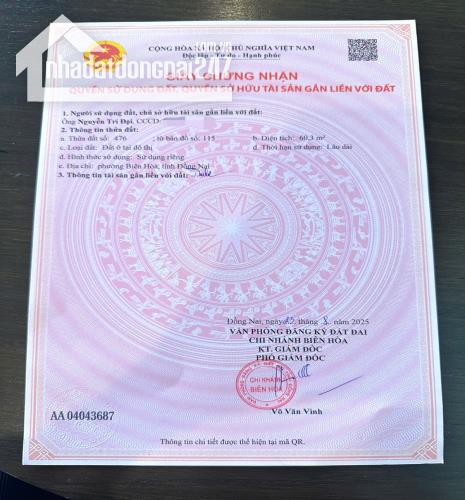 nhadatdongnai247
CỘNG HÒA XÃ HỘI CHỦ NGHĨA VIỆT NAM
Độc lập - Tự do - Hạnh phúc
GIẤY CHỨNG NHẬN
QUYỀN SỬ DỤNG ĐẤT, QUYỀN SỞ HỮU TÀI SẢN GẮN LIỀN VỚI ĐẤT
1. Người sử dụng đất, chủ sở hữu tài sản gắn liền với đất:
Ông Nguyễn Trí Đại, CCCD:
2. Thông tin thửa đất:
a. Thửa đất số: 476 ; tờ bản đồ số: 115 b. Diện tích: 60,3 m²
c. Loại đất: Đất ở tại đô thị d. Thời hạn sử dụng: Lâu dài
đ. Hình thức sử dụng: Sử dụng riêng
e. Địa chỉ: phường Biên Hòa, tỉnh Đồng Nai
3. Thông tin tài sản gắn liền với đất:
Đồng Nai, ngày 22 tháng 8 năm 2025
VĂN PHÒNG ĐĂNG KÝ ĐẤT ĐAI
CHI NHÁNH BIÊN HÒA
KT. GIÁM ĐỐC
PHÓ GIÁM ĐỐC
CHI NHÁNH
BIÊN HÒA
Võ Văn Vinh
AA 04043687
Thông tin chi tiết được thể hiện tại mã QR.